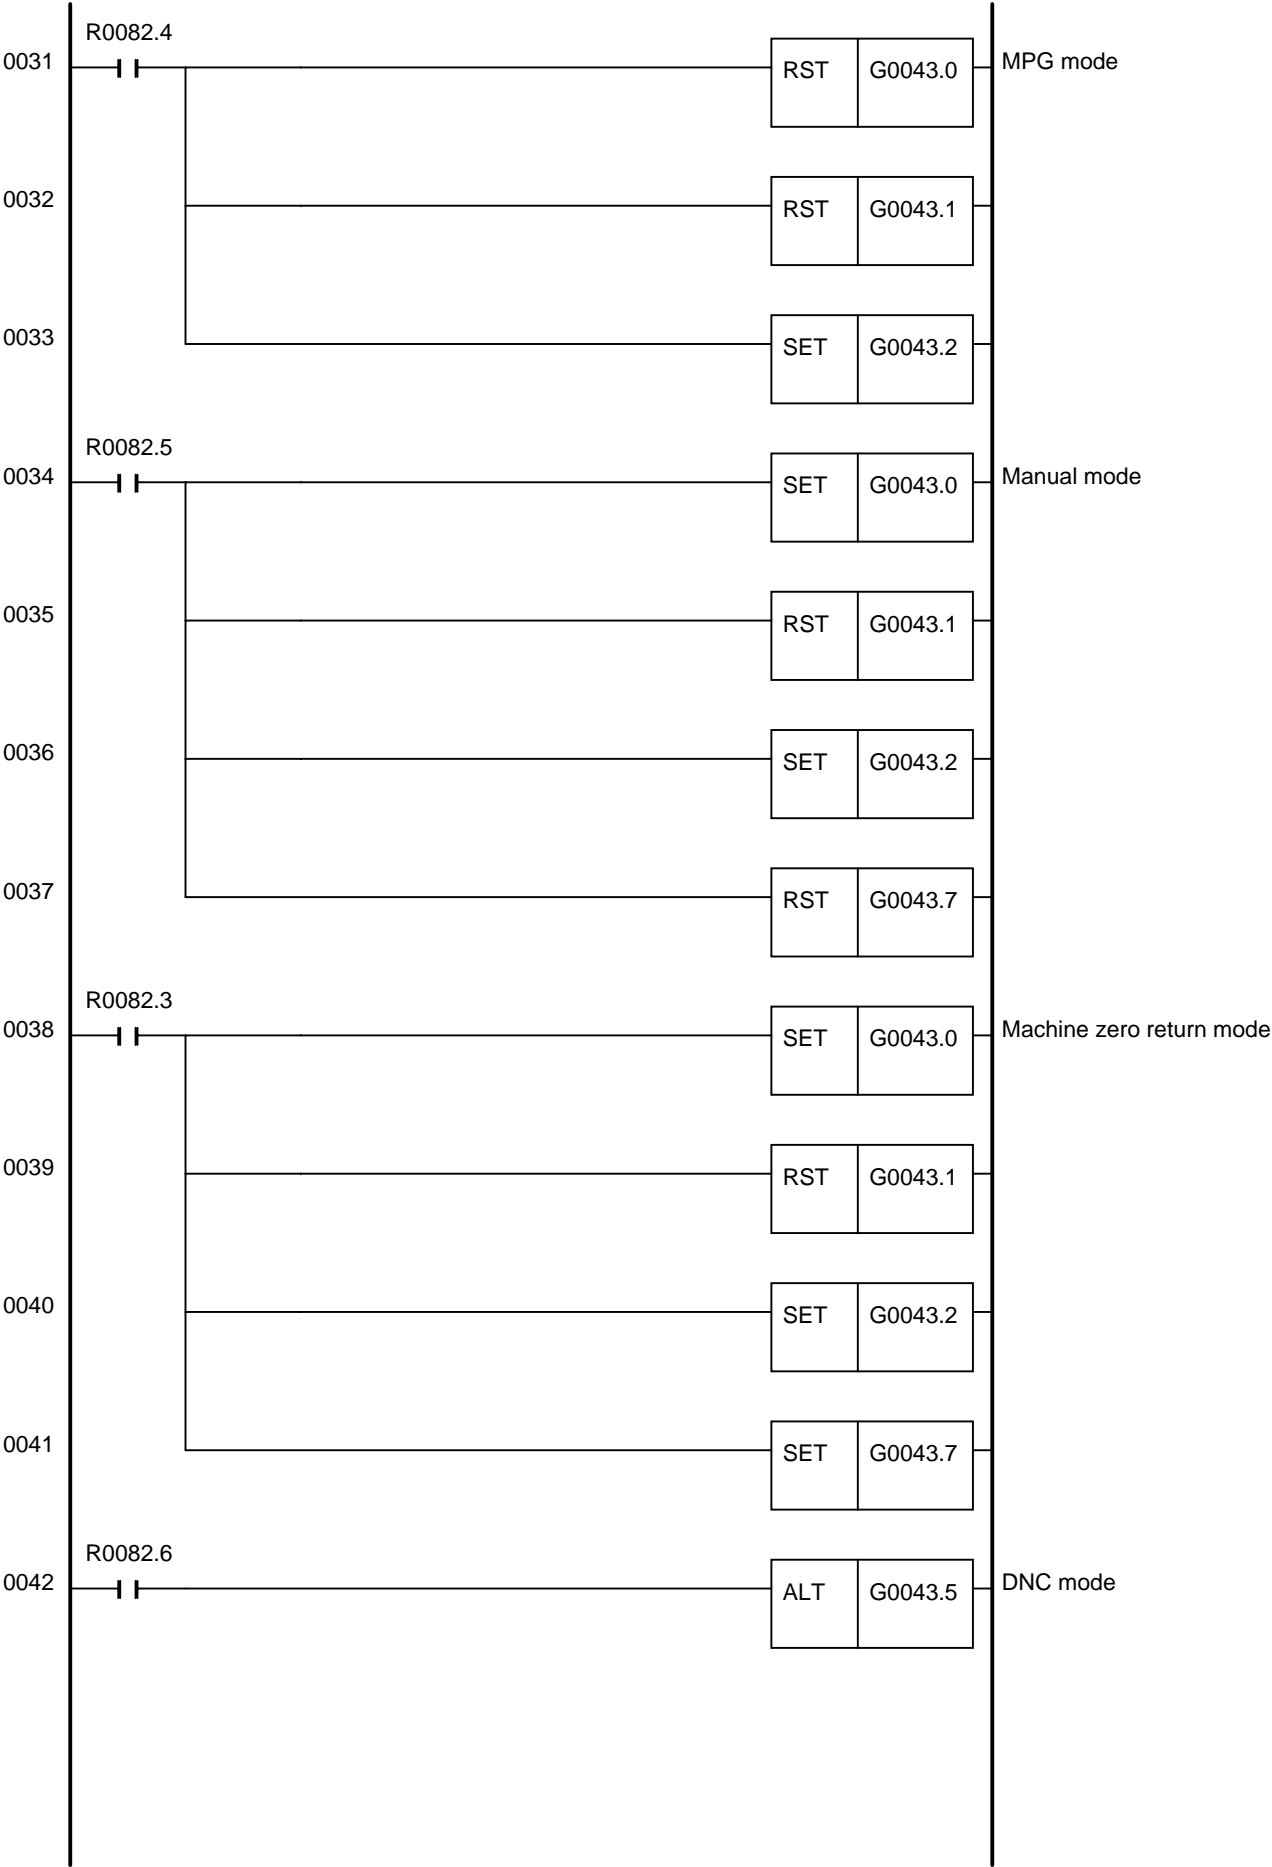 R0082.4
0031 RST G0043.0 MPG mode
0032 RST G0043.1
0033 SET G0043.2
R0082.5
0034 SET G0043.0 Manual mode
0035 RST G0043.1
0036 SET G0043.2
0037 RST G0043.7
R0082.3
0038 SET G0043.0 Machine zero return mode
0039 RST G0043.1
0040 SET G0043.2
0041 SET G0043.7
R0082.6
0042 ALT G0043.5 DNC mode